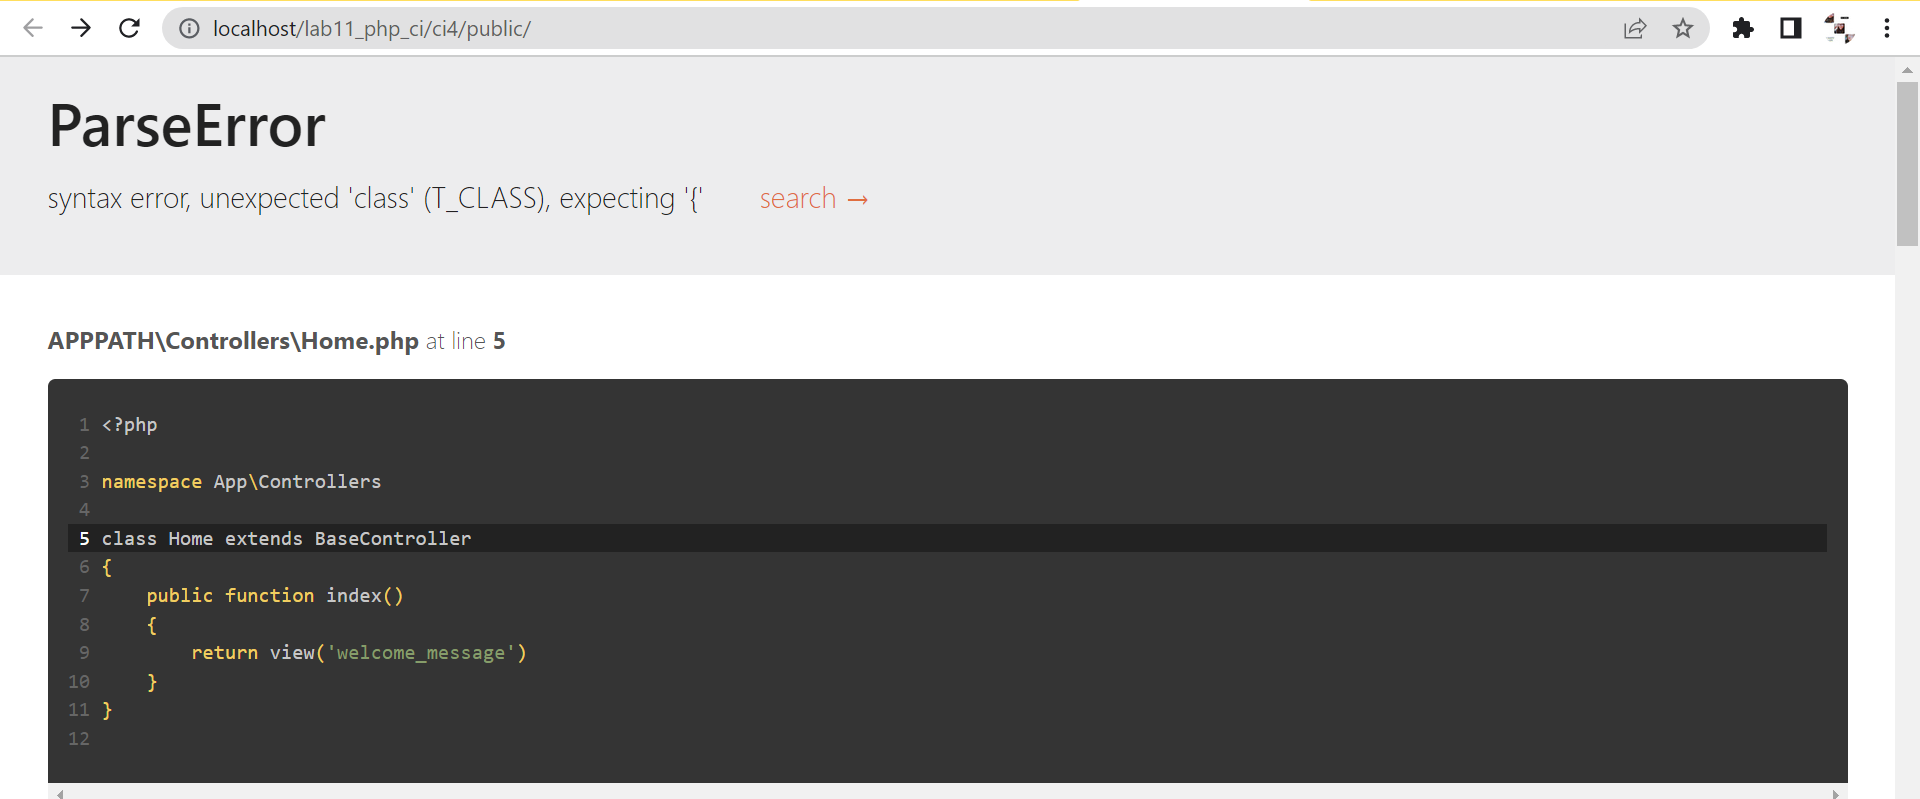 localhost/lab11_php_ci/ci4/public/
ParseError
syntax error, unexpected 'class' (T_CLASS), expecting '{' search →
APPPATH\Controllers\Home.php at line 5
1 <?php
2
3 namespace App\Controllers
4
5 class Home extends BaseController
6 {
7     public function index()
8     {
9         return view('welcome_message')
10     }
11 }
12